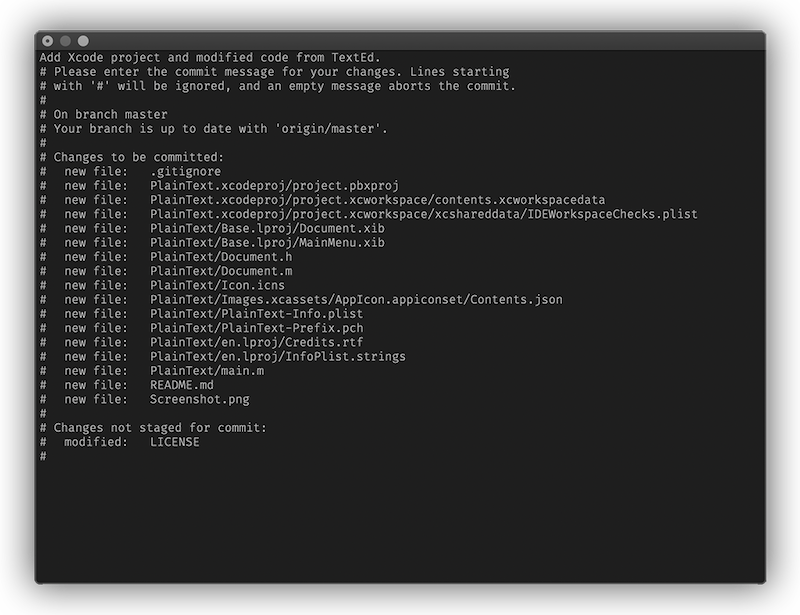 Add Xcode project and modified code from TextEd.
# Please enter the commit message for your changes. Lines starting
# with '#' will be ignored, and an empty message aborts the commit.
#
# On branch master
# Your branch is up to date with 'origin/master'.
#
# Changes to be committed:
#  new file:   .gitignore
#  new file:   PlainText.xcodeproj/project.pbxproj
#  new file:   PlainText.xcodeproj/project.xcworkspace/contents.xcworkspacedata
#  new file:   PlainText.xcodeproj/project.xcworkspace/xcshareddata/IDEWorkspaceChecks.plist
#  new file:   PlainText/Base.lproj/Document.xib
#  new file:   PlainText/Base.lproj/MainMenu.xib
#  new file:   PlainText/Document.h
#  new file:   PlainText/Document.m
#  new file:   PlainText/Icon.icns
#  new file:   PlainText/Images.xcassets/AppIcon.appiconset/Contents.json
#  new file:   PlainText/PlainText-Info.plist
#  new file:   PlainText/PlainText-Prefix.pch
#  new file:   PlainText/en.lproj/Credits.rtf
#  new file:   PlainText/en.lproj/InfoPlist.strings
#  new file:   PlainText/main.m
#  new file:   README.md
#  new file:   Screenshot.png
#
# Changes not staged for commit:
#  modified:   LICENSE
#